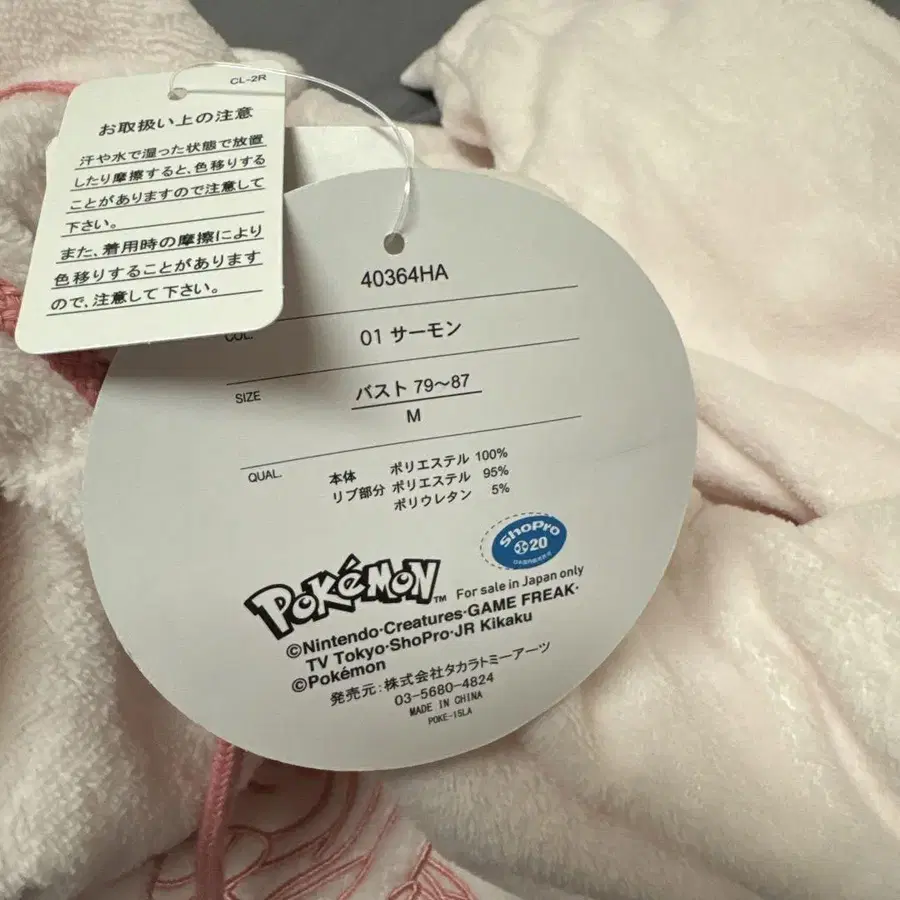 CL-2R
お取扱い上の注意
汗や水で湿った状態で放置
したり摩擦すると、色移りする
ことがありますので注意して
下さい。
また、着用時の摩擦により
色移りすることがあります
ので、注意して下さい。
40364HA
COL. 01 サーモン
SIZE バスト 79〜87
M
QUAL. 本体 ポリエステル 100%
リブ部分 ポリエステル 95%
ポリウレタン 5%
ShoPro
20
POKéMON TM For sale in Japan only
©Nintendo・Creatures・GAME FREAK・
TV Tokyo・ShoPro・JR Kikaku
©Pokémon
発売元：株式会社タカラトミーアーツ
03-5680-4824
MADE IN CHINA
POKE-15LA